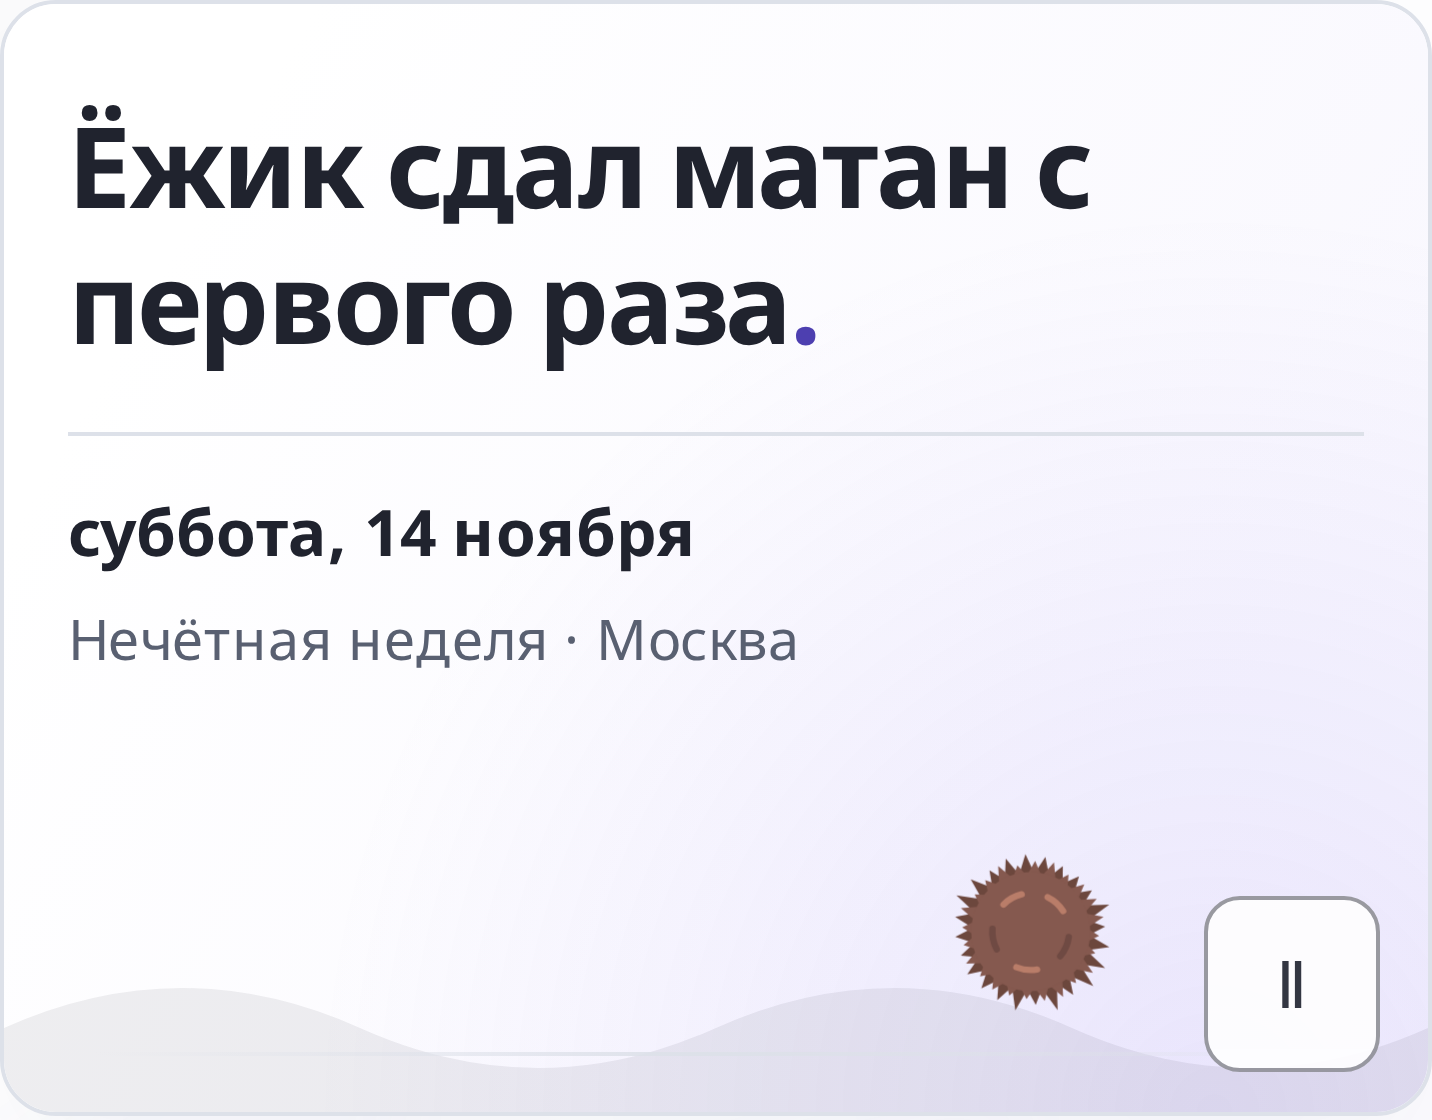 Ёжик сдал матан с
первого раза.
суббота, 14 ноября
Нечётная неделя · Москва